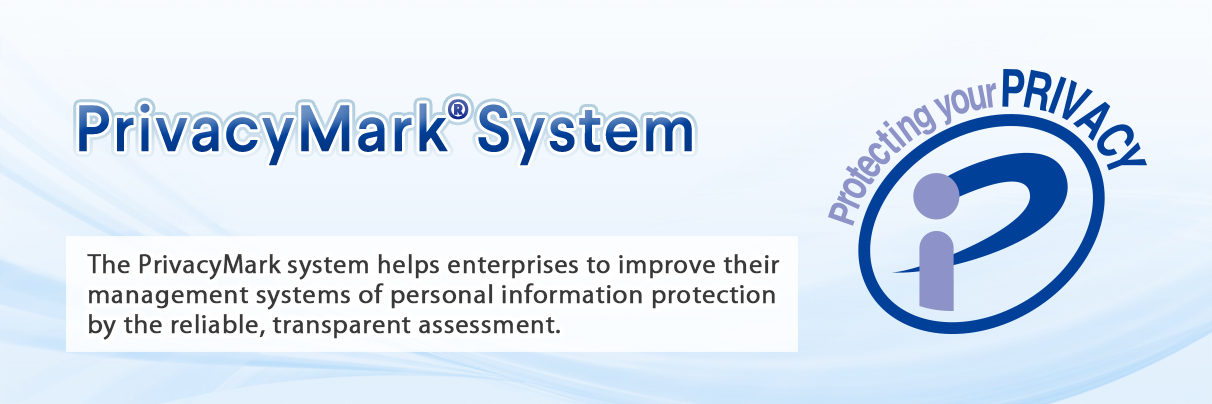 PrivacyMark® System
Protecting your PRIVACY
The PrivacyMark system helps enterprises to improve their
management systems of personal information protection
by the reliable, transparent assessment.